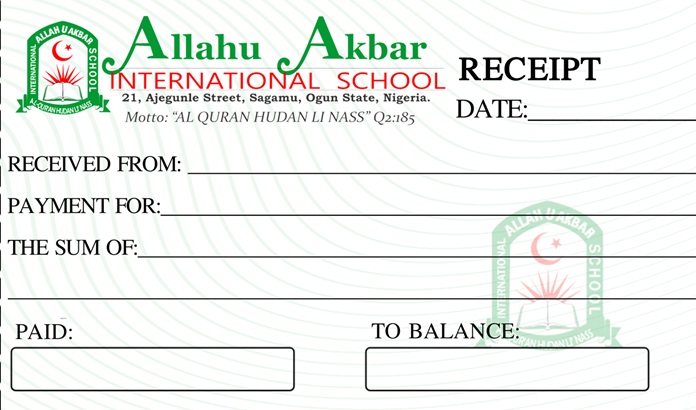 ALLAH U AKBAR
INTERNATIONAL
SCHOOL
AL QURAN HUDAN LI NASS
Allahu Akbar
INTERNATIONAL SCHOOL
21, Ajegunle Street, Sagamu, Ogun State, Nigeria.
Motto: “AL QURAN HUDAN LI NASS” Q2:185
RECEIPT
DATE:
RECEIVED FROM:
PAYMENT FOR:
THE SUM OF:
ALLAH U AKBAR
INTERNATIONAL
SCHOOL
AL QURAN HUDAN LI NASS
PAID:
TO BALANCE: